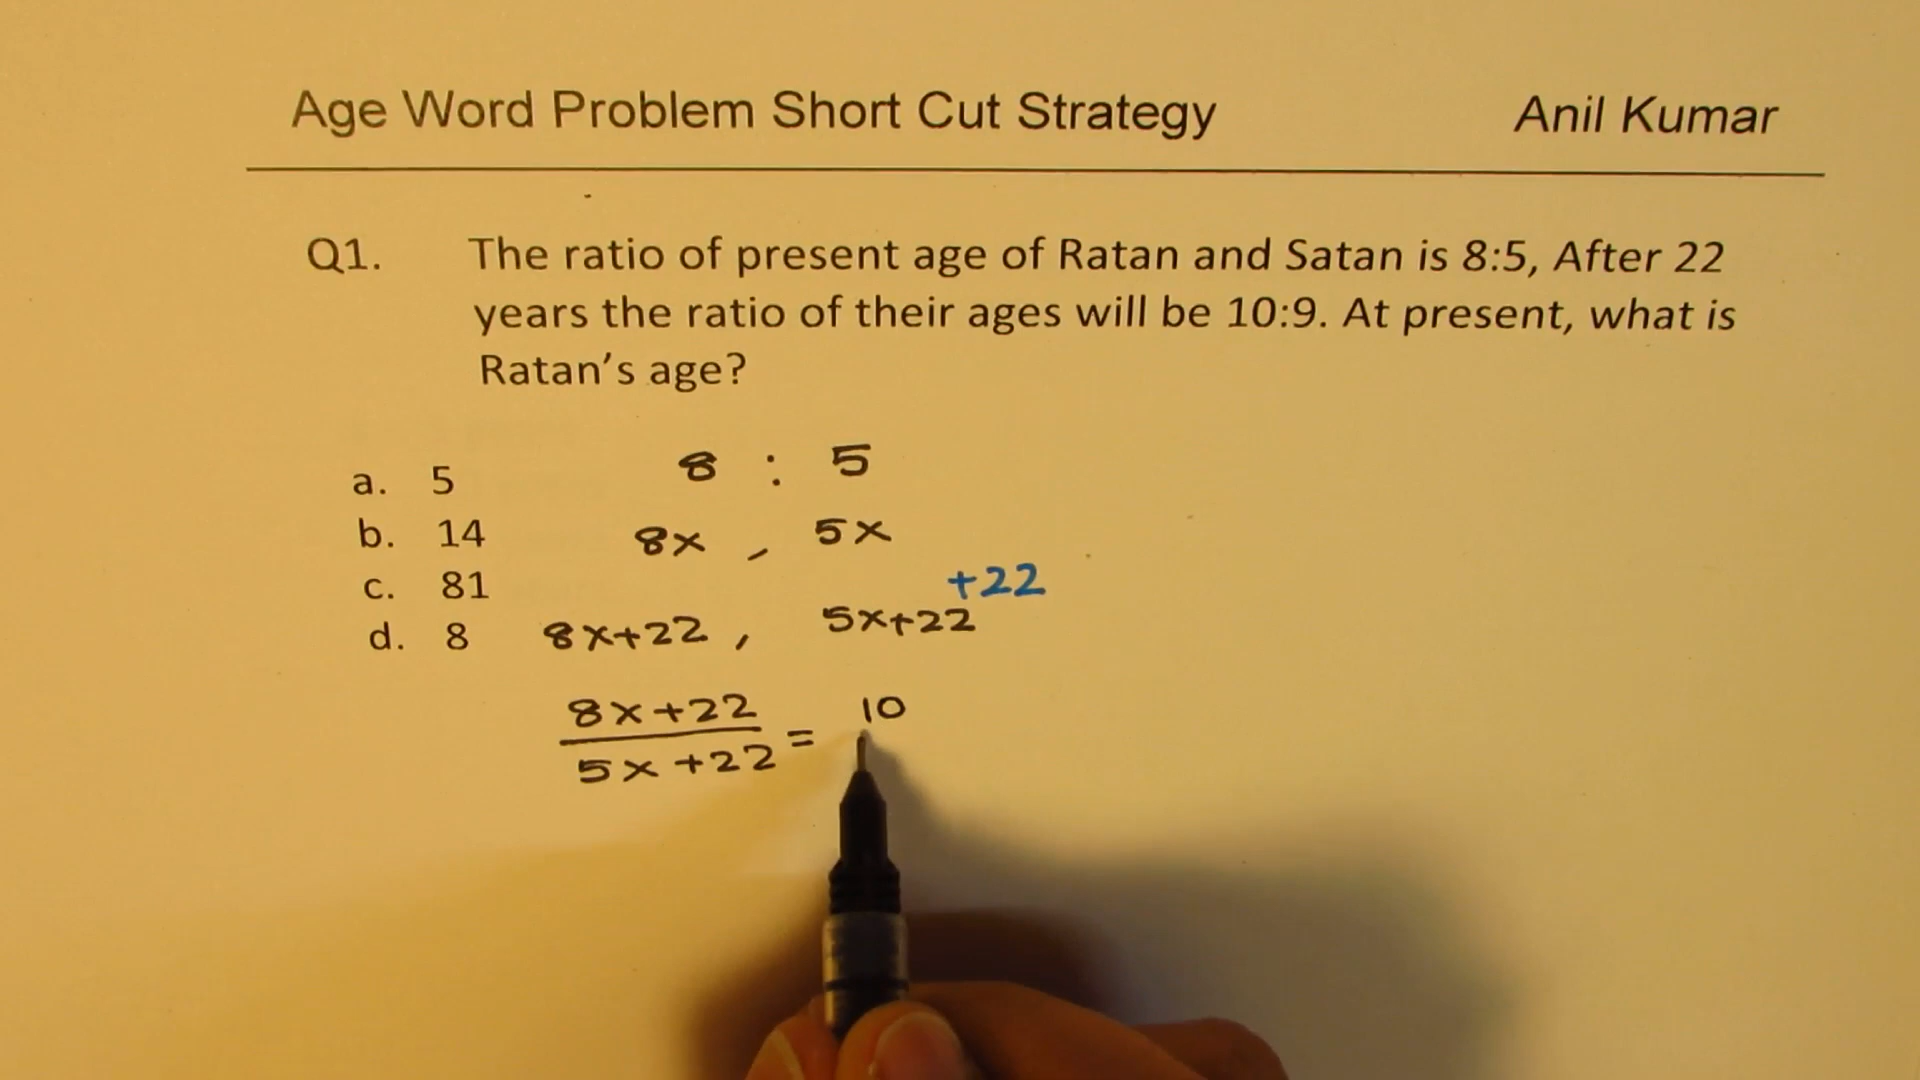 Age Word Problem Short Cut Strategy Anil Kumar
Q1. The ratio of present age of Ratan and Satan is 8:5, After 22
years the ratio of their ages will be 10:9. At present, what is
Ratan's age?
8 : 5
a. 5
8x , 5x
b. 14
+22
c. 81
8x+22 , 5x+22
d. 8
8x+22
5x+22
= 10